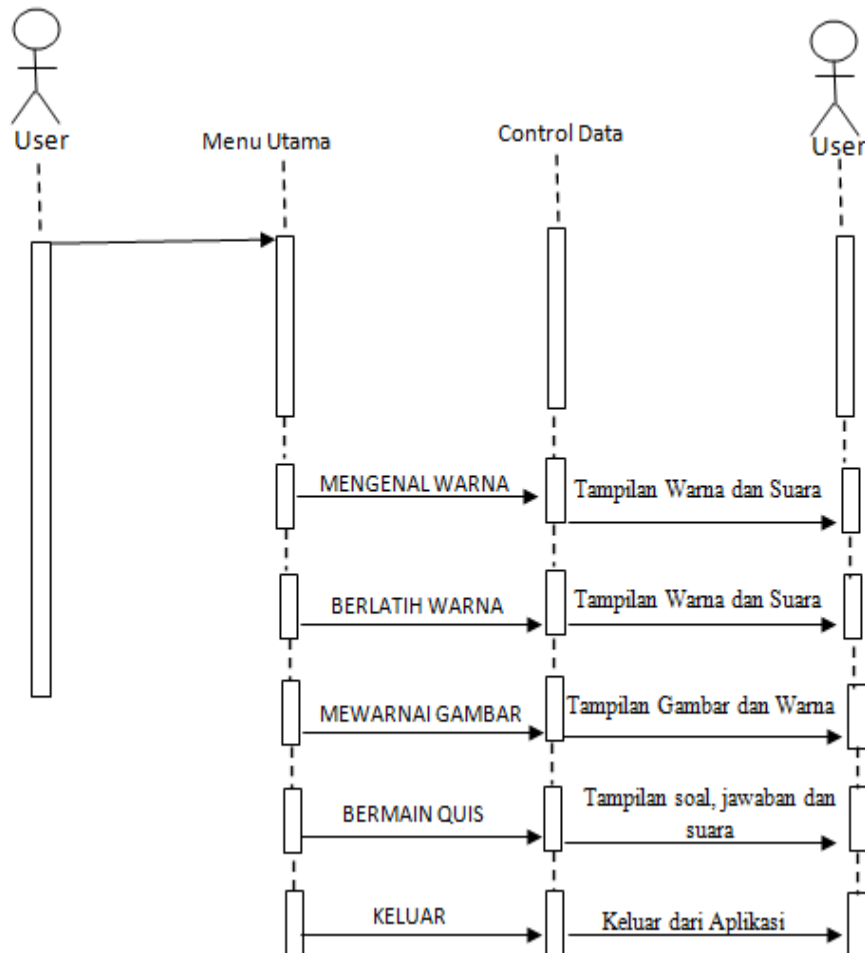 User
Menu Utama
Control Data
User
MENGENAL WARNA
Tampilan Warna dan Suara
BERLATIH WARNA
Tampilan Warna dan Suara
MEWARNAI GAMBAR
Tampilan Gambar dan Warna
BERMAIN QUIS
Tampilan soal, jawaban dan
suara
KELUAR
Keluar dari Aplikasi